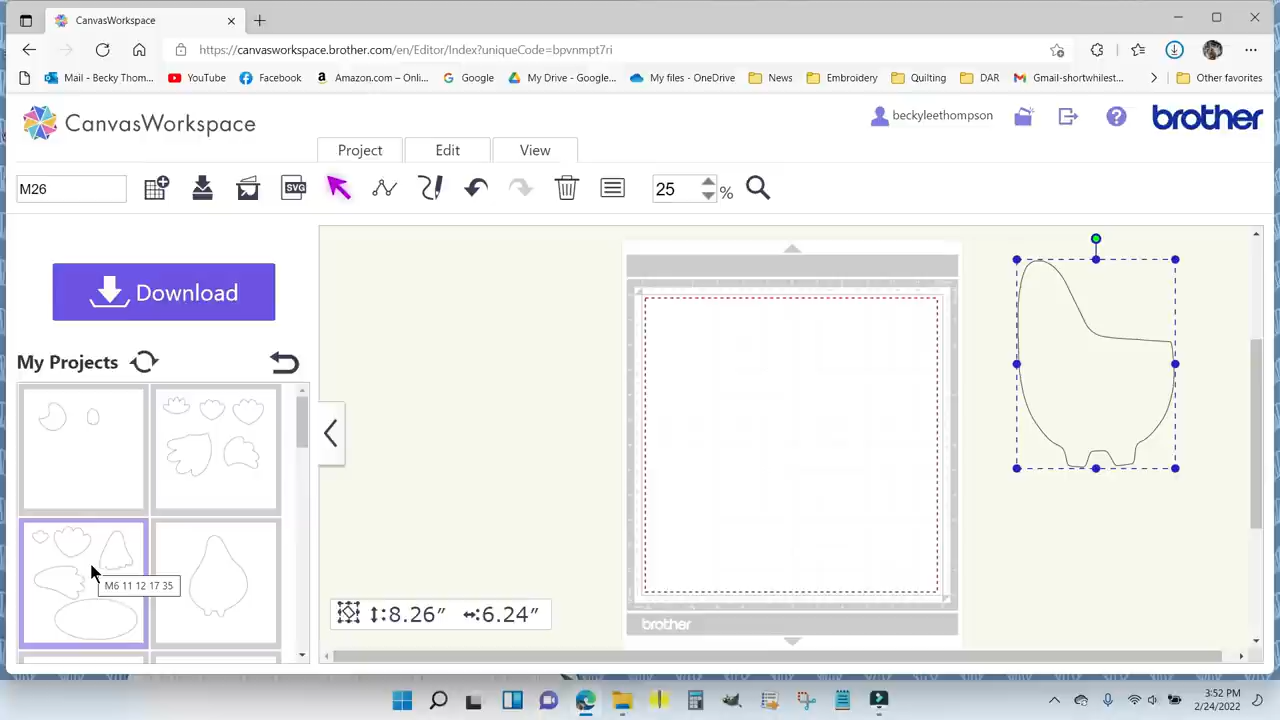 CanvasWorkspace
https://canvasworkspace.brother.com/en/Editor/Index?uniqueCode=bpvnmpt7ri
Mail - Becky Thom...
YouTube
Facebook
Amazon.com – Onli...
Google
My Drive - Google...
My files - OneDrive
News
Embroide
Quilting
DAR
Gmail-shortwhilest...
Other favorites
CanvasWorkspace
beckyleethompson
brother
Project
Edit
View
M26
SVG
25
%
Download
My Projects
M6 11 12 17 35
8.26"
6.24"
brother
3:52 PM
2/24/2022